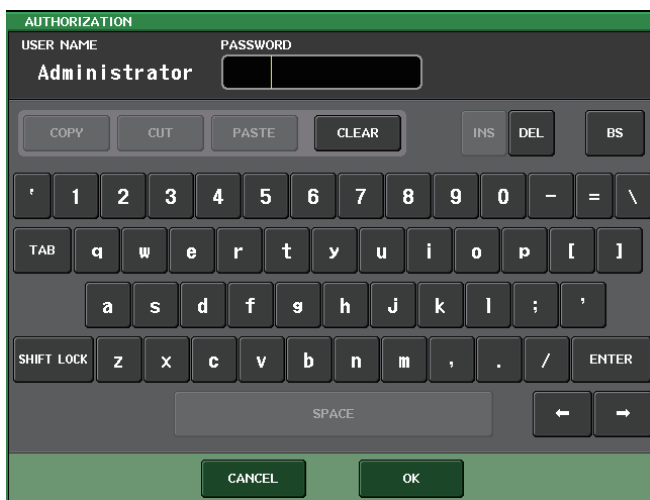 AUTHORIZATION
USER NAME PASSWORD
Administrator
COPY CUT PASTE CLEAR INS DEL BS
' 1 2 3 4 5 6 7 8 9 0 - = \
TAB q w e r t y u i o p [ ]
a s d f g h j k l ; '
SHIFT LOCK z x c v b n m , . / ENTER
SPACE ← →
CANCEL OK